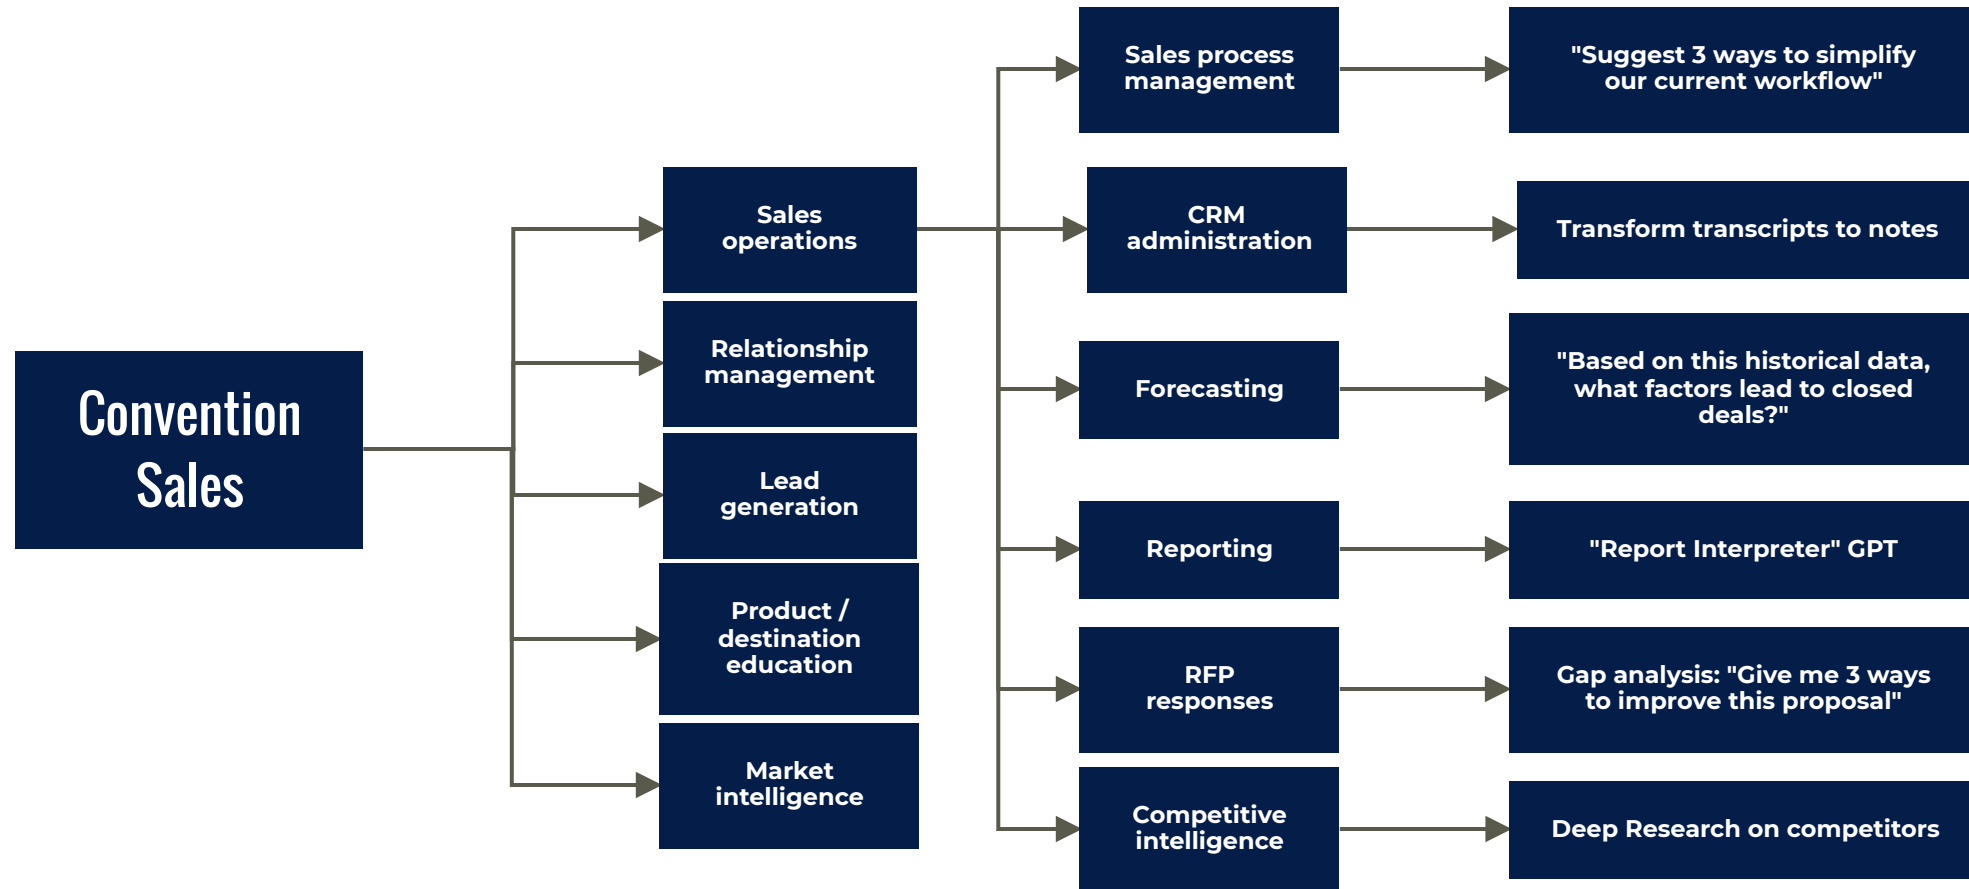 Convention
Sales
Sales
operations
Relationship
management
Lead
generation
Product /
destination
education
Market
intelligence
Sales process
management
CRM
administration
Forecasting
Reporting
RFP
responses
Competitive
intelligence
"Suggest 3 ways to simplify
our current workflow"
Transform transcripts to notes
"Based on this historical data,
what factors lead to closed
deals?"
"Report Interpreter" GPT
Gap analysis: "Give me 3 ways
to improve this proposal"
Deep Research on competitors